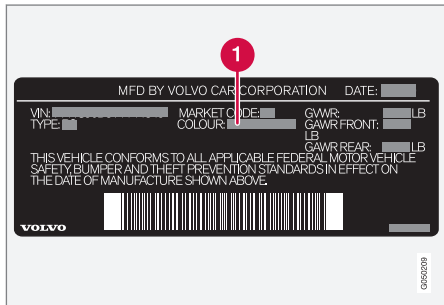 1
MFD BY VOLVO CAR CORPORATION DATE:
VIN: MARKET CODE: GVWR: LB
TYPE: COLOUR: GAWR FRONT:
LB
GAWR REAR: LB
THIS VEHICLE CONFORMS TO ALL APPLICABLE FEDERAL MOTOR VEHICLE
SAFETY, BUMPER AND THEFT PREVENTION STANDARDS IN EFFECT ON
THE DATE OF MANUFACTURE SHOWN ABOVE.
VOLVO
G050209